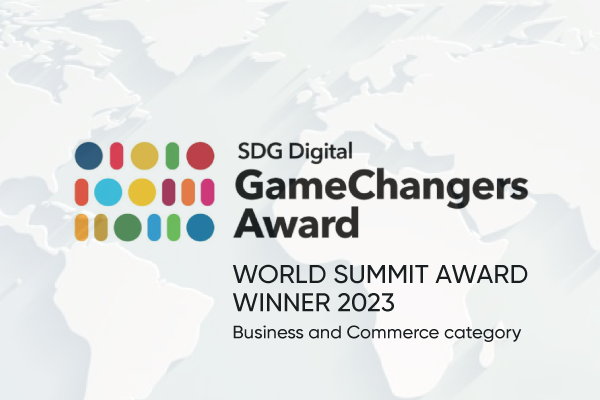 SDG Digital
GameChangers
Award
WORLD SUMMIT AWARD
WINNER 2023
Business and Commerce category